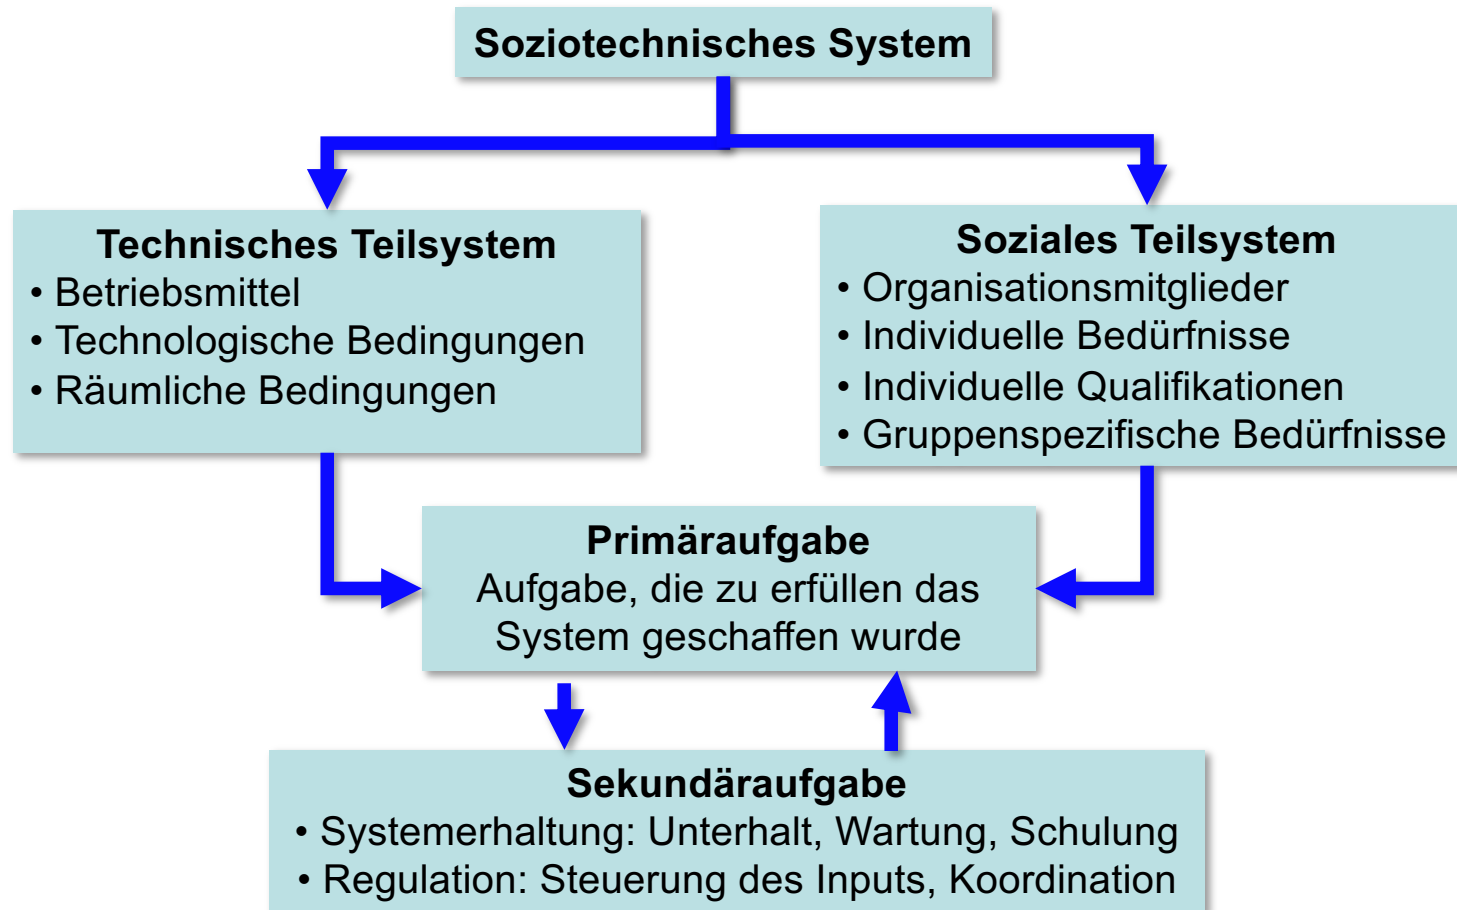 Soziotechnisches System
Technisches Teilsystem
• Betriebsmittel
• Technologische Bedingungen
• Räumliche Bedingungen
Soziales Teilsystem
• Organisationsmitglieder
• Individuelle Bedürfnisse
• Individuelle Qualifikationen
• Gruppenspezifische Bedürfnisse
Primäraufgabe
Aufgabe, die zu erfüllen das
System geschaffen wurde
Sekundäraufgabe
• Systemerhaltung: Unterhalt, Wartung, Schulung
• Regulation: Steuerung des Inputs, Koordination